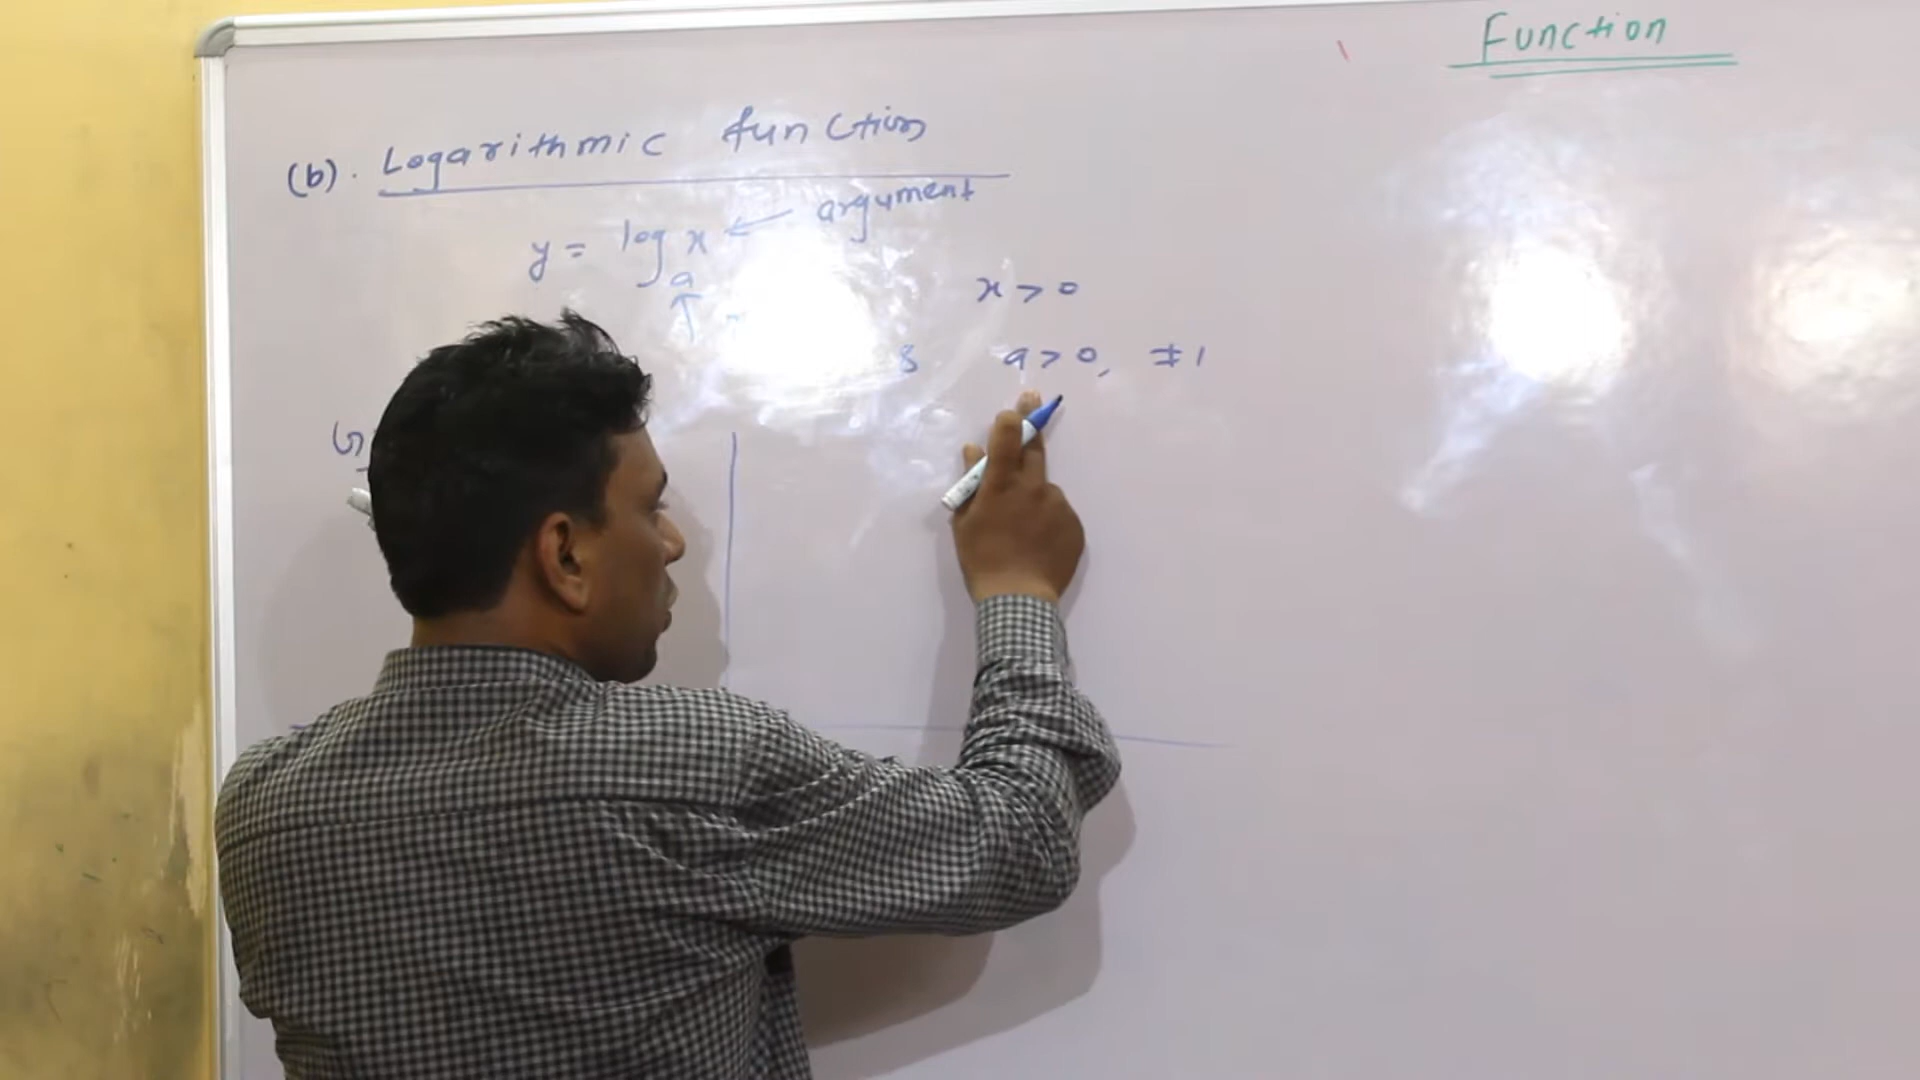 Function
(b). Logarithmic function
y = log x ← argument
a
↑
x > 0
& a > 0, ≠ 1